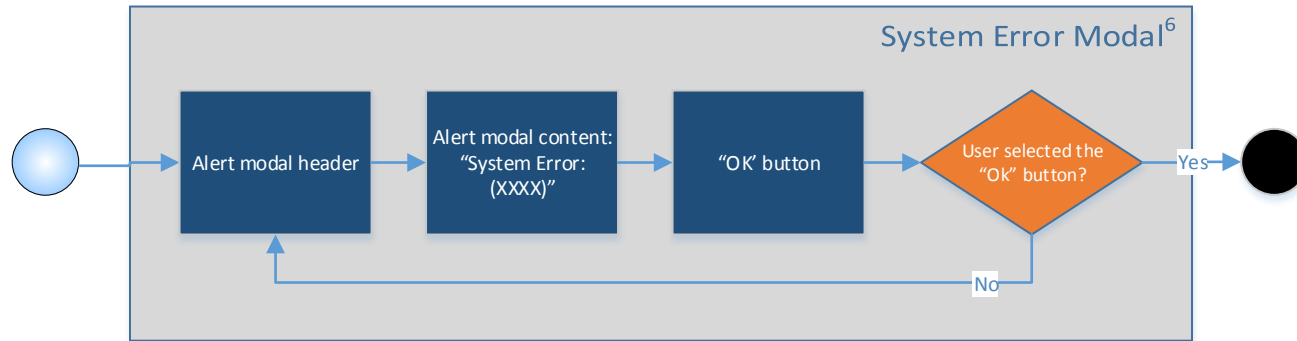 System Error Modal⁶
Alert modal header
Alert modal content:
“System Error:
(XXXX)”
“OK’ button
User selected the
“Ok” button?
Yes
No